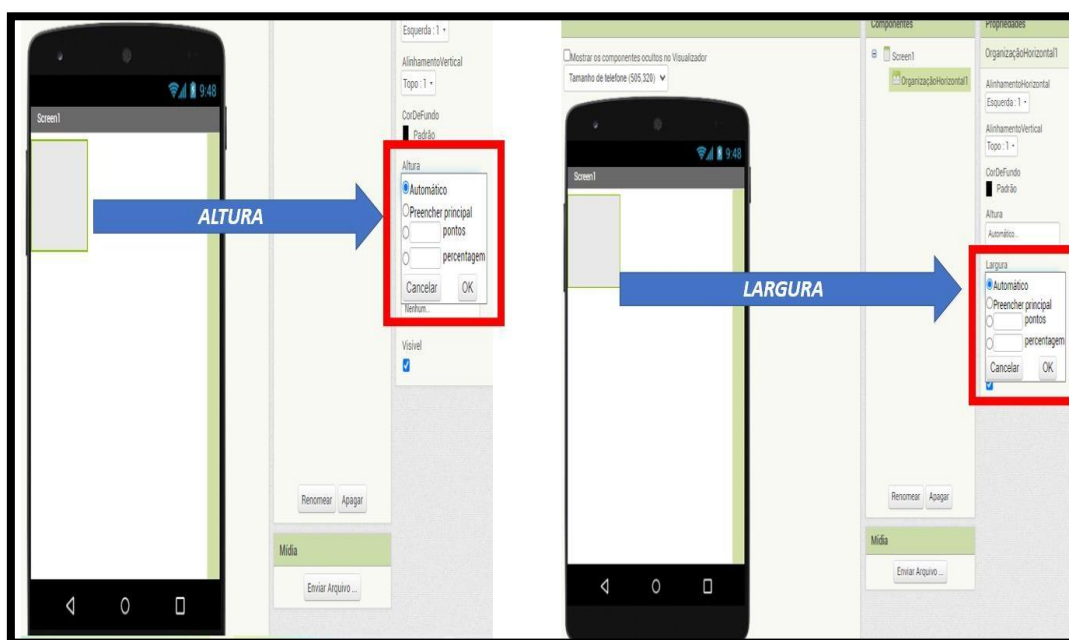 Esquerda : 1
AlinhamentoVertical
Topo : 1
CorDeFundo
Padrão
9:48
Screen1
Altura
Automático
Preencher principal
pontos
percentagem
Cancelar OK
Nenhum...
Visível
ALTURA
Renomear Apagar
Mídia
Enviar Arquivo ...
Mostrar os componentes ocultos no Visualizador
Tamanho de telefone (505,320)
9:48
Screen1
LARGURA
Componentes
Screen1
OrganizaçãoHorizontal1
Renomear Apagar
Mídia
Enviar Arquivo ...
Propriedades
OrganizaçãoHorizontal1
AlinhamentoHorizontal
Esquerda : 1
AlinhamentoVertical
Topo : 1
CorDeFundo
Padrão
Altura
Automático...
Largura
Automático
Preencher principal
pontos
percentagem
Cancelar OK